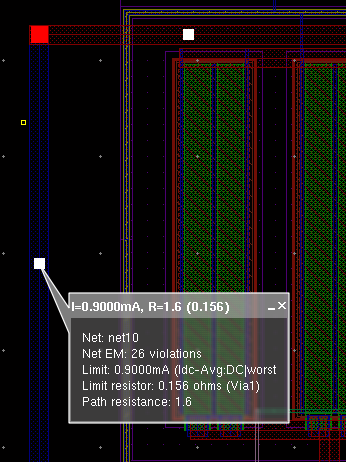 I=0.9000mA, R=1.6 (0.156)
Net: net10
Net EM: 26 violations
Limit: 0.9000mA (Idc-Avg:DC|worst
Limit resistor: 0.156 ohms (Via1)
Path resistance: 1.6